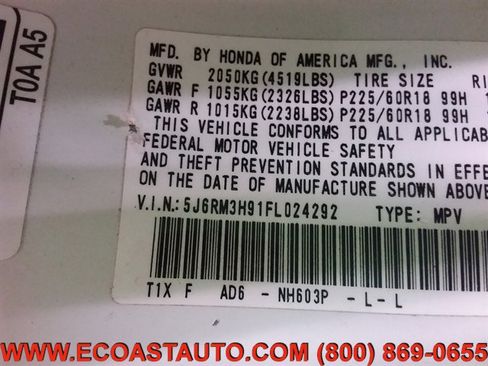 T0A A5
MFD. BY HONDA OF AMERICA MFG., INC.
GVWR 2050KG(4519LBS) TIRE SIZE RI
GAWR F 1055KG(2326LBS) P225/60R18 99H 1
GAWR R 1015KG(2238LBS) P225/60R18 99H 1
THIS VEHICLE CONFORMS TO ALL APPLICAB
FEDERAL MOTOR VEHICLE SAFETY
AND THEFT PREVENTION STANDARDS IN EFFE
ON THE DATE OF MANUFACTURE SHOWN ABOVE
V.I.N.:5J6RM3H91FL024292 TYPE: MPV
T1X F AD6 - NH603P - L - L
WWW.ECOASTAUTO.COM (800) 869-0655